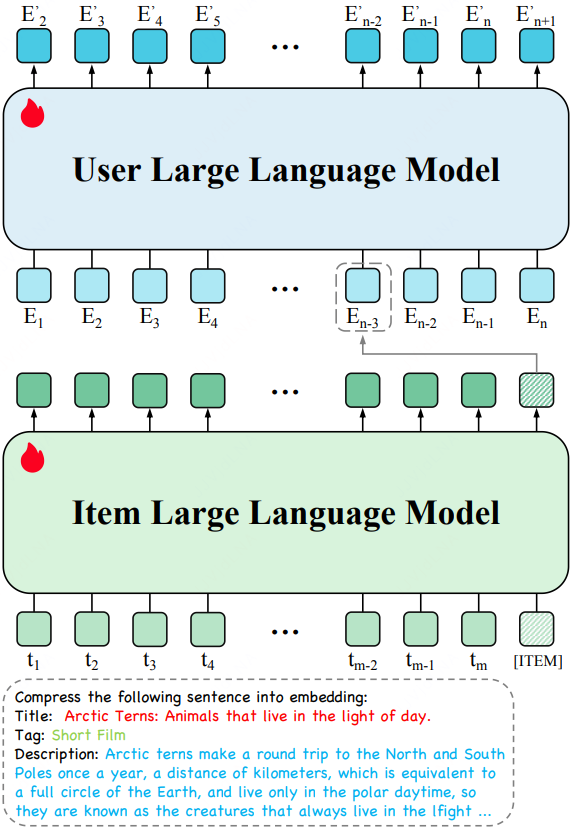 E'2 E'3 E'4 E'5 ... E'n-2 E'n-1 E'n E'n+1
User Large Language Model
...
E1 E2 E3 E4 En-3 En-2 En-1 En
...
Item Large Language Model
...
t1 t2 t3 t4 tm-2 tm-1 tm [ITEM]
Compress the following sentence into embedding:
Title: Arctic Terns: Animals that live in the light of day.
Tag: Short Film
Description: Arctic terns make a round trip to the North and South
Poles once a year, a distance of kilometers, which is equivalent to
a full circle of the Earth, and live only in the polar daytime, so
they are known as the creatures that always live in the lfight ...